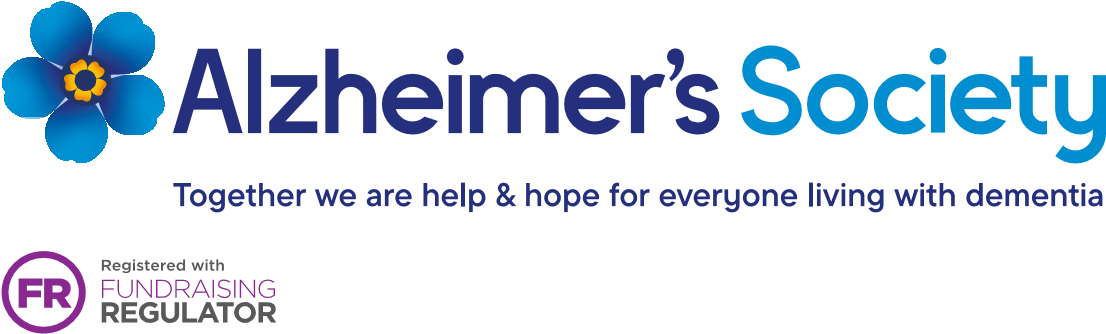 Alzheimer's Society
Together we are help & hope for everyone living with dementia
FR
Registered with
FUNDRAISING
REGULATOR